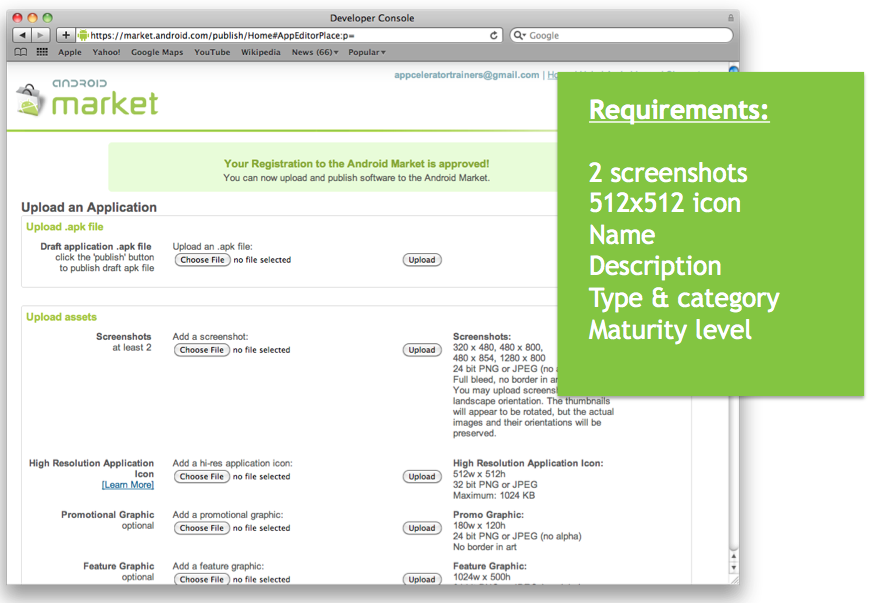 Developer Console
https://market.android.com/publish/Home#AppEditorPlace:p=
Google
Apple Yahoo! Google Maps YouTube Wikipedia News (66)▾ Popular▾
appceleratortrainers@gmail.com |
ANDROID
market
Your Registration to the Android Market is approved!
You can now upload and publish software to the Android Market.
Upload an Application
Upload .apk file
Draft application .apk file
click the 'publish' button
to publish draft apk file
Upload an .apk file:
Choose File no file selected
Upload
Upload assets
Screenshots
at least 2
Add a screenshot:
Choose File no file selected
Upload
Screenshots:
320 x 480, 480 x 800,
480 x 854, 1280 x 800
24 bit PNG or JPEG (no
Full bleed, no border in
You may upload
landscape orientation. The thumbnails
will appear to be rotated, but the actual
images and their orientations will be
preserved.
High Resolution Application
Icon
[Learn More]
Add a hi-res application icon:
Choose File no file selected
Upload
High Resolution Application Icon:
512w x 512h
32 bit PNG or JPEG
Maximum: 1024 KB
Promotional Graphic
optional
Add a promotional graphic:
Choose File no file selected
Upload
Promo Graphic:
180w x 120h
24 bit PNG or JPEG (no alpha)
No border in art
Feature Graphic
optional
Add a feature graphic:
Choose File no file selected
Upload
Feature Graphic:
1024w x 500h
Requirements:
2 screenshots
512x512 icon
Name
Description
Type & category
Maturity level